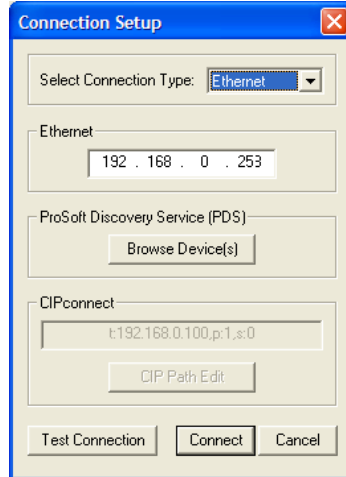 Connection Setup
Select Connection Type: Ethernet
Ethernet
192 . 168 . 0 . 253
ProSoft Discovery Service (PDS)
Browse Device(s)
CIPconnect
t:192.168.0.100,p:1,s:0
CIP Path Edit
Test Connection Connect Cancel